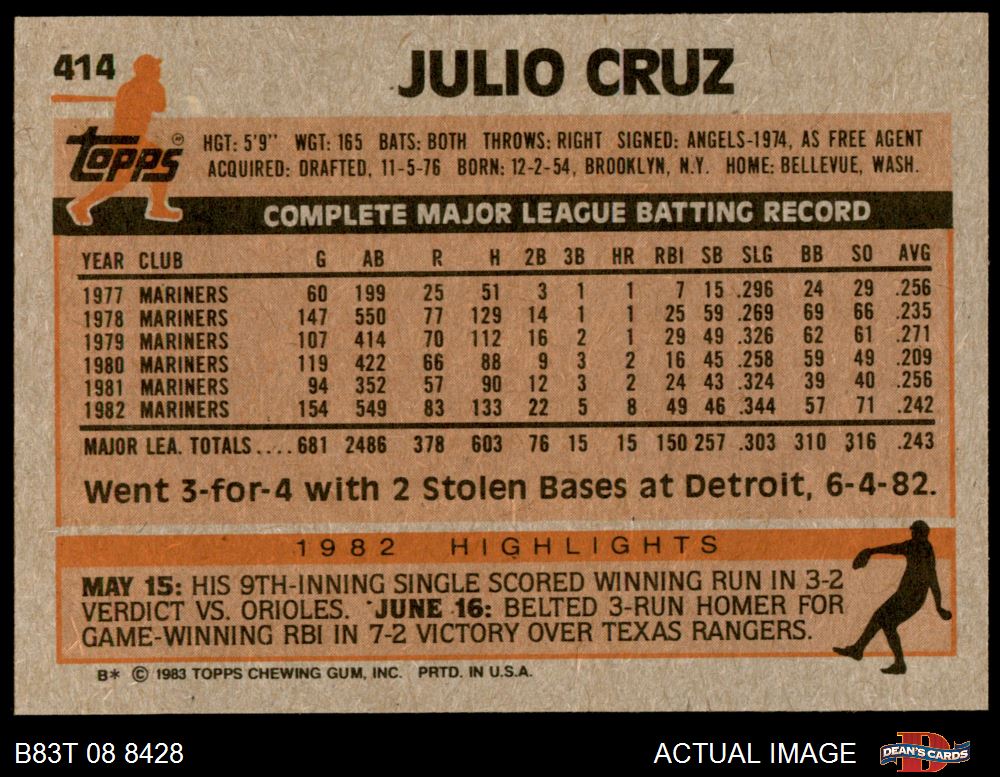 414
JULIO CRUZ
Topps
HGT: 5'9" WGT: 165 BATS: BOTH THROWS: RIGHT SIGNED: ANGELS-1974, AS FREE AGENT
ACQUIRED: DRAFTED, 11-5-76 BORN: 12-2-54, BROOKLYN, N.Y. HOME: BELLEVUE, WASH.
COMPLETE MAJOR LEAGUE BATTING RECORD
YEAR CLUB G AB R H 2B 3B HR RBI SB SLG BB SO AVG
1977 MARINERS 60 199 25 51 3 1 1 7 15 .296 24 29 .256
1978 MARINERS 147 550 77 129 14 1 1 25 59 .269 69 66 .235
1979 MARINERS 107 414 70 112 16 2 1 29 49 .326 62 61 .271
1980 MARINERS 119 422 66 88 9 3 2 16 45 .258 59 49 .209
1981 MARINERS 94 352 57 90 12 3 2 24 43 .324 39 40 .256
1982 MARINERS 154 549 83 133 22 5 8 49 46 .344 57 71 .242
MAJOR LEA. TOTALS....681 2486 378 603 76 15 15 150 257 .303 310 316 .243
Went 3-for-4 with 2 Stolen Bases at Detroit, 6-4-82.
1982 HIGHLIGHTS
MAY 15: HIS 9TH-INNING SINGLE SCORED WINNING RUN IN 3-2
VERDICT VS. ORIOLES. JUNE 16: BELTED 3-RUN HOMER FOR
GAME-WINNING RBI IN 7-2 VICTORY OVER TEXAS RANGERS.
B* © 1983 TOPPS CHEWING GUM, INC. PRTD. IN U.S.A.
B83T 08 8428
ACTUAL IMAGE
D
DEAN'S CARDS